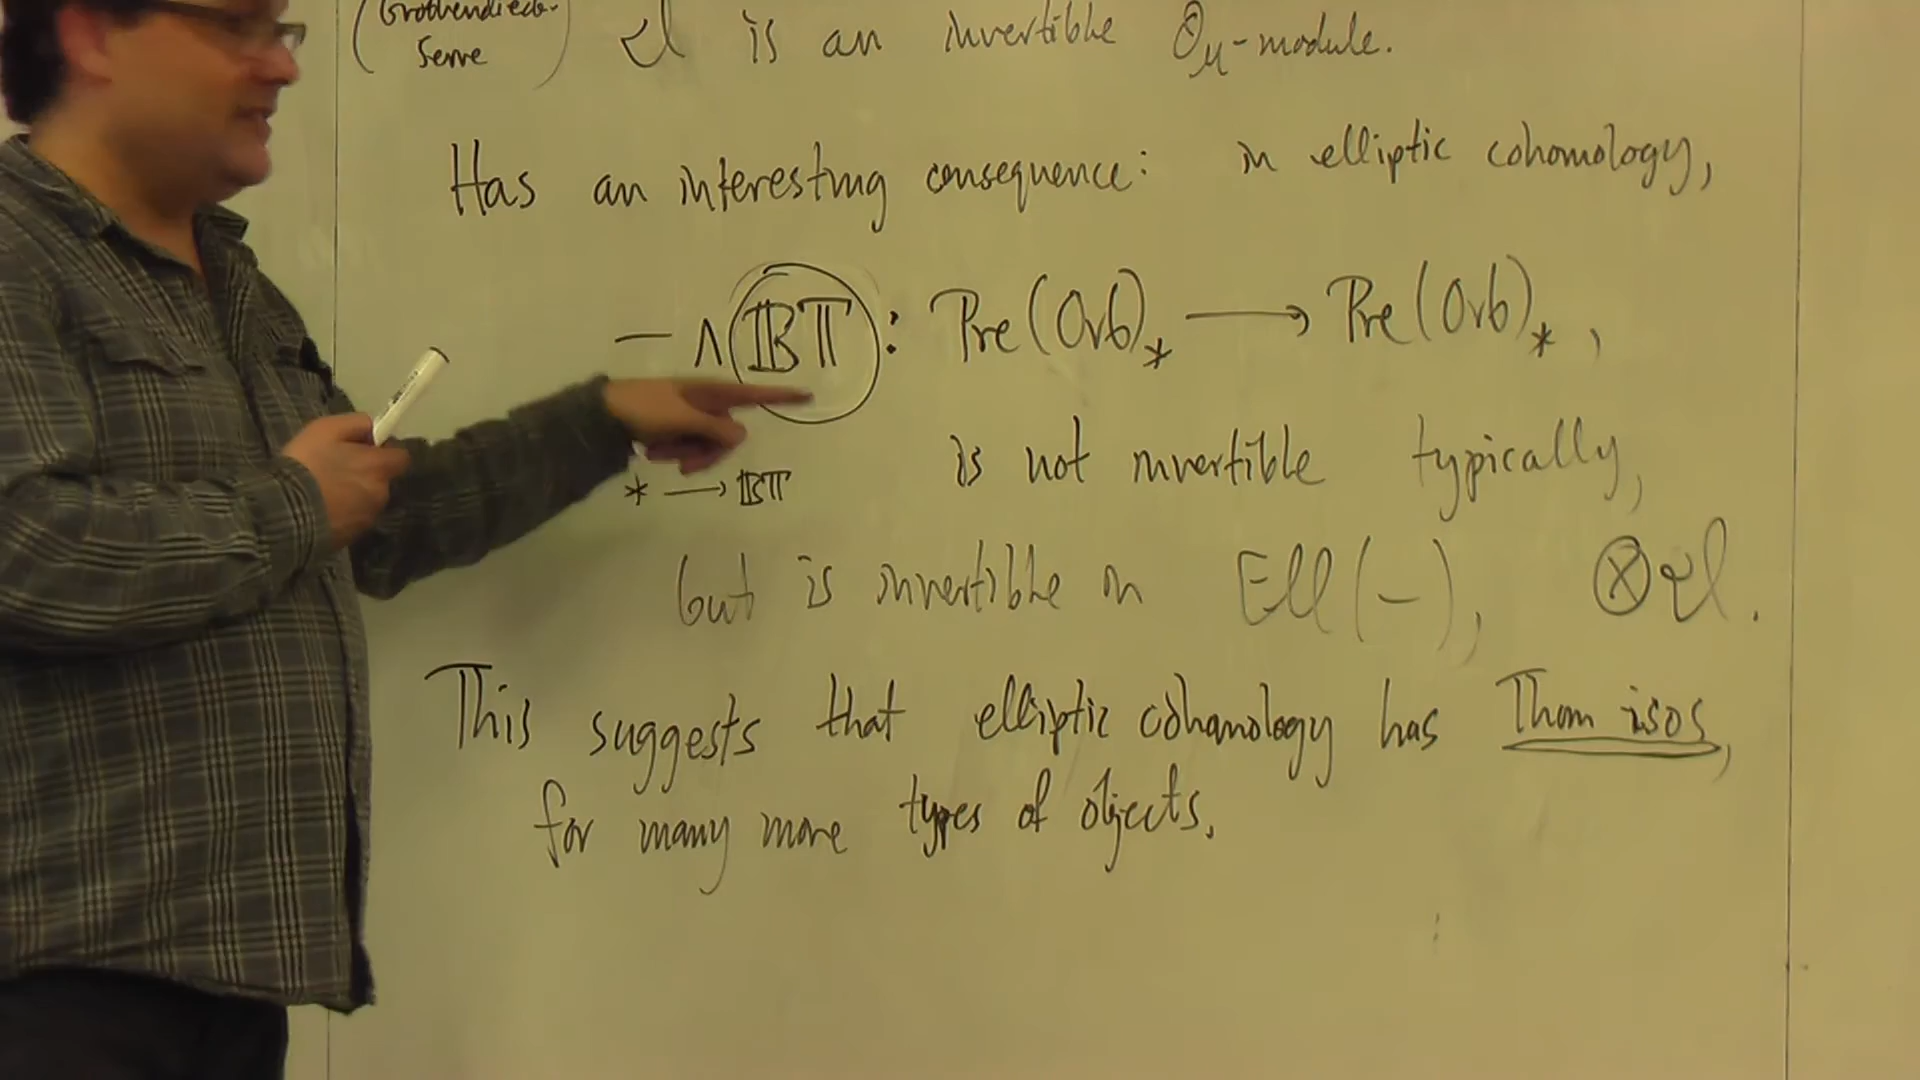 (Grothendieck-
Serre) 𝒰 is an invertible 𝒪_M-module.
Has an interesting consequence: in elliptic cohomology,
— ∧ 𝔹𝕋 : Pre(Orb)_* ⟶ Pre(Orb)_*,
* ⟶ 𝔹𝕋 is not invertible typically,
but is invertible in Ell(-), ⊗𝒰.
This suggests that elliptic cohomology has Thom isos,
for many more types of objects.